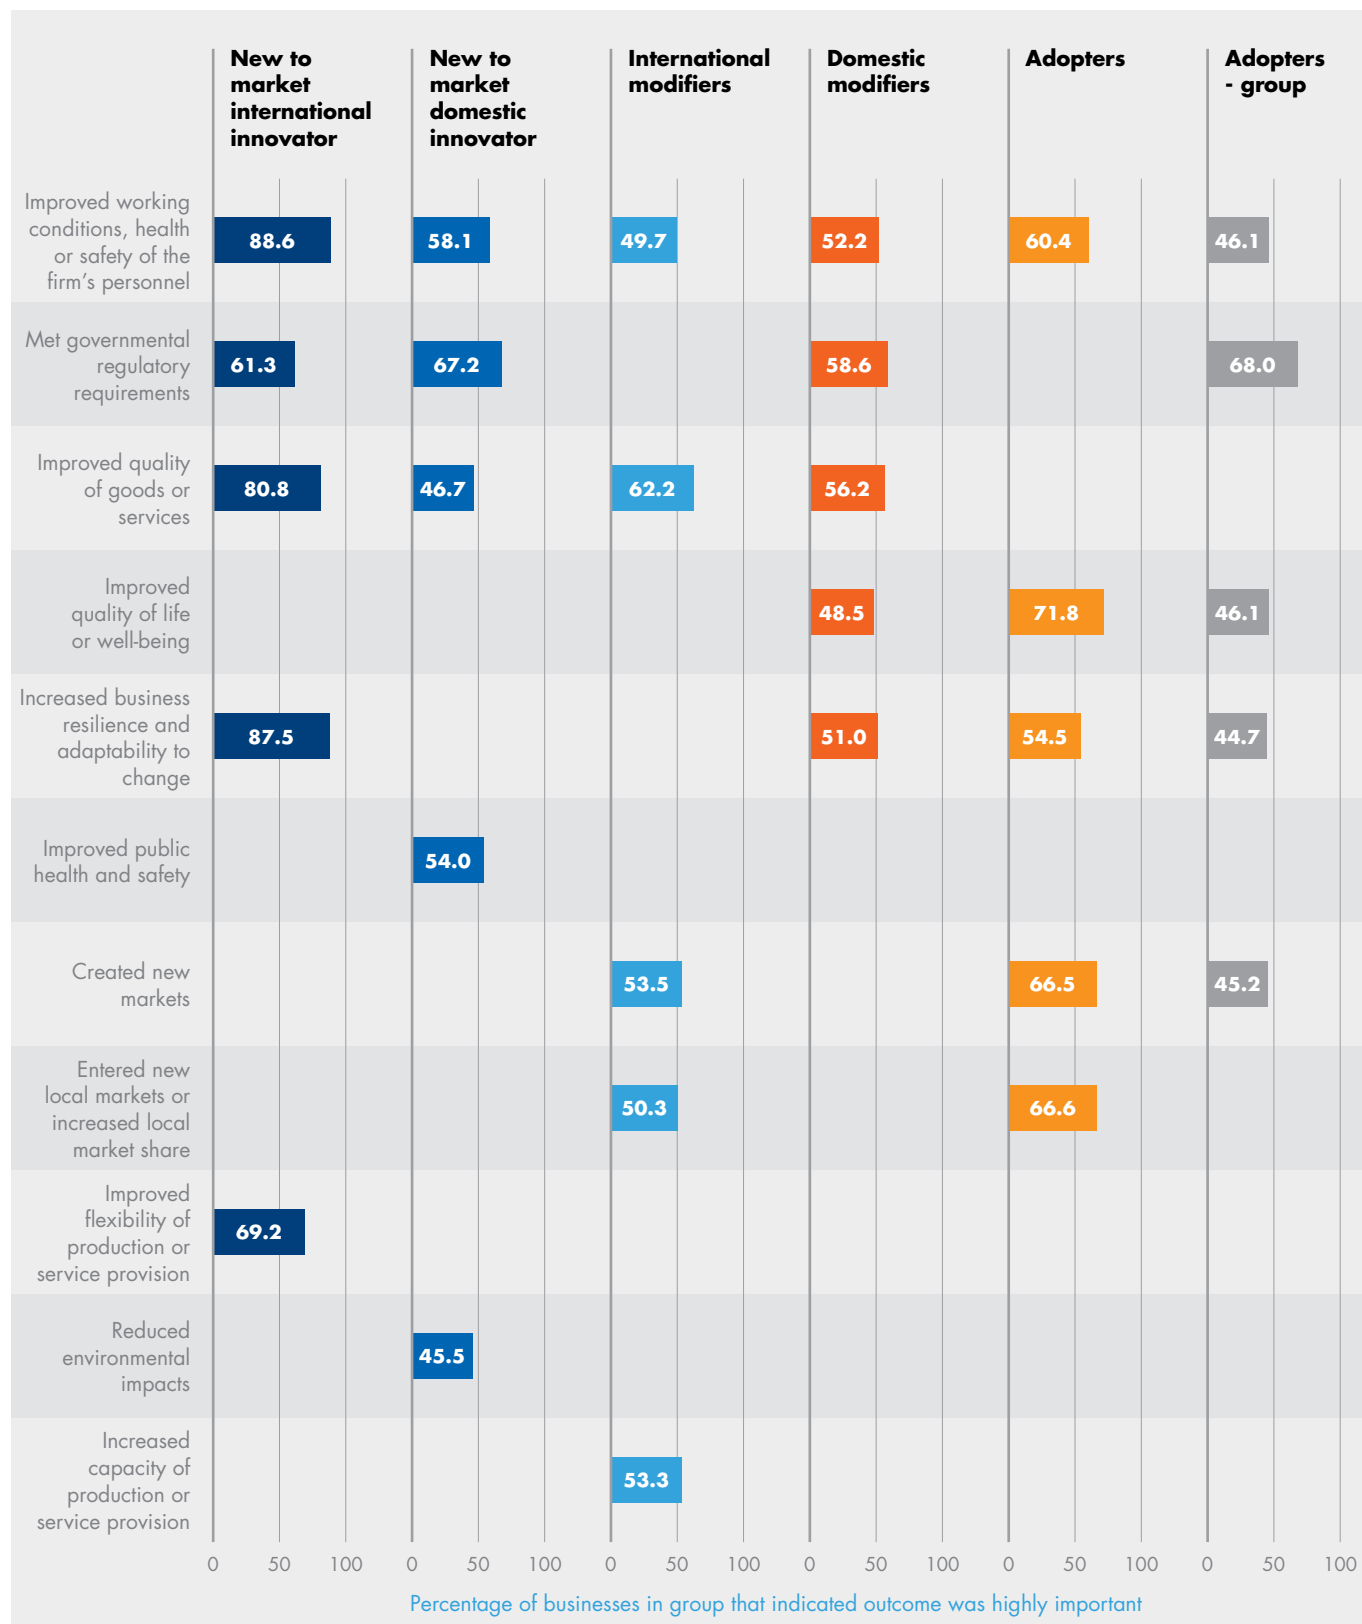 New to
market
international
innovator
New to
market
domestic
innovator
International
modifiers
Domestic
modifiers
Adopters
Adopters
- group
Improved working
conditions, health
or safety of the
firm's personnel
88.6
58.1
49.7
52.2
60.4
46.1
Met governmental
regulatory
requirements
61.3
67.2
58.6
68.0
Improved quality
of goods or
services
80.8
46.7
62.2
56.2
Improved
quality of life
or well-being
48.5
71.8
46.1
Increased business
resilience and
adaptability to
change
87.5
51.0
54.5
44.7
Improved public
health and safety
54.0
Created new
markets
53.5
66.5
45.2
Entered new
local markets or
increased local
market share
50.3
66.6
Improved
flexibility of
production or
service provision
69.2
Reduced
environmental
impacts
45.5
Increased
capacity of
production or
service provision
53.3
0 50 100 0 50 100 0 50 100 0 50 100 0 50 100 0 50 100
Percentage of businesses in group that indicated outcome was highly important